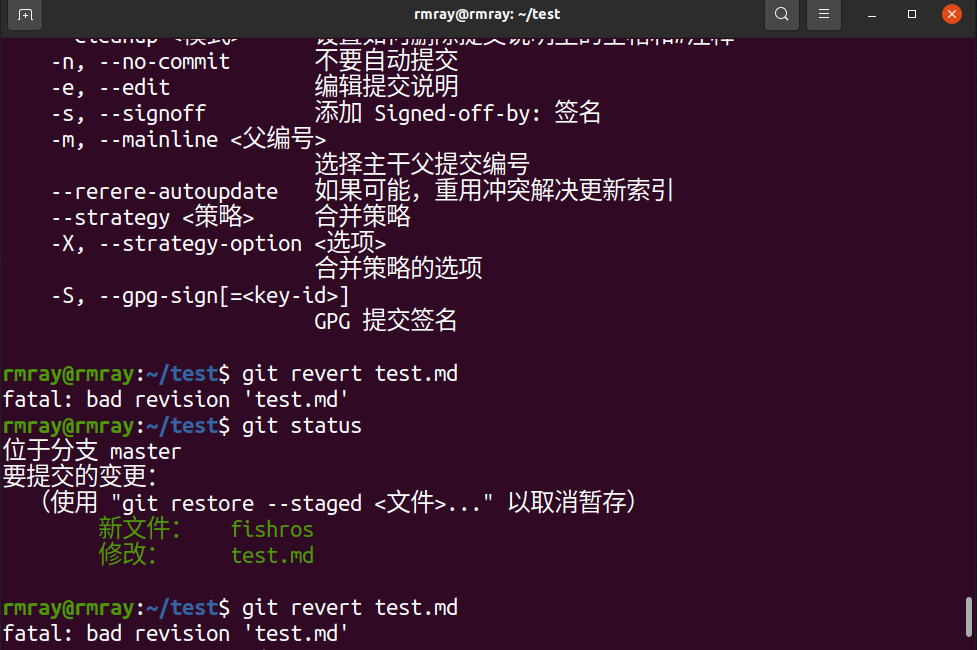 rmray@rmray: ~/test
--cleanup <模式> 设置如何删除提交说明里的空格和#注释
-n, --no-commit 不要自动提交
-e, --edit 编辑提交说明
-s, --signoff 添加 Signed-off-by: 签名
-m, --mainline <父编号>
选择主干父提交编号
--rerere-autoupdate 如果可能，重用冲突解决更新索引
--strategy <策略> 合并策略
-X, --strategy-option <选项>
合并策略的选项
-S, --gpg-sign[=<key-id>]
GPG 提交签名
rmray@rmray:~/test$ git revert test.md
fatal: bad revision 'test.md'
rmray@rmray:~/test$ git status
位于分支 master
要提交的变更：
（使用 "git restore --staged <文件>..." 以取消暂存）
新文件： fishros
修改： test.md
rmray@rmray:~/test$ git revert test.md
fatal: bad revision 'test.md'